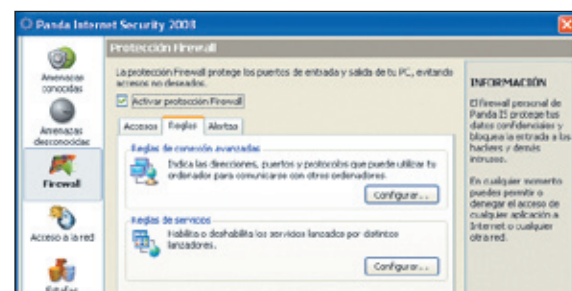 Panda Internet Security 2008
Amenazas
conocidas
Amenazas
desconocidas
Firewall
Acceso a la red
Estafas
Protección Firewall
La protección Firewall protege los puertos de entrada y salida de tu PC, evitando
accesos no deseados.
Activar protección Firewall
Accesos Reglas Alertas
Reglas de conexión avanzadas
Indica las direcciones, puertos y protocolos que puede utilizar tu
ordenador para comunicarse con otros ordenadores.
Configurar...
Reglas de servicios
Habilita o deshabilita los servicios lanzados por distintos
lanzadores.
Configurar...
INFORMACIÓN
El firewall personal de
Panda IS protege tus
datos confidenciales y
bloquea la entrada a los
hackers y demás
intrusos.
En cualquier momento
puedes permitir o
denegar el acceso de
cualquier aplicación a
Internet o cualquier
otra red.